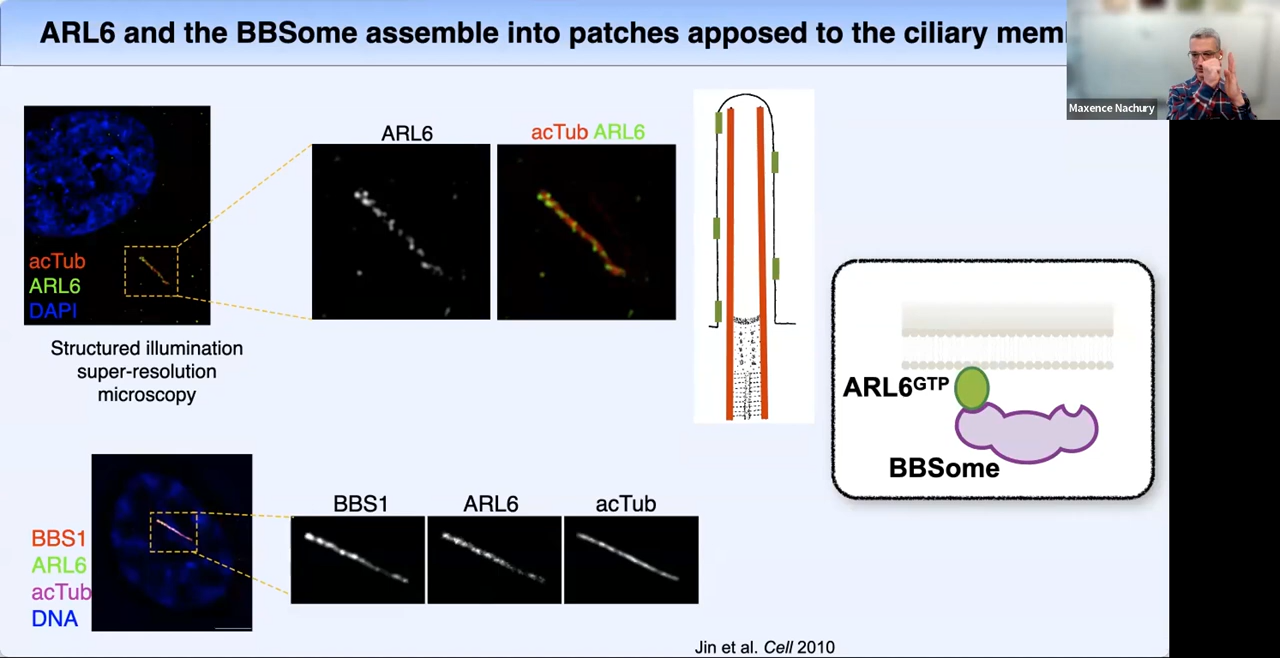 ARL6 and the BBSome assemble into patches apposed to the ciliary
Maxence Nachury
ARL6
acTub ARL6
acTub
ARL6
DAPI
Structured illumination
super-resolution
microscopy
ARL6GTP
BBSome
BBS1
ARL6
acTub
BBS1
ARL6
acTub
DNA
Jin et al. Cell 2010